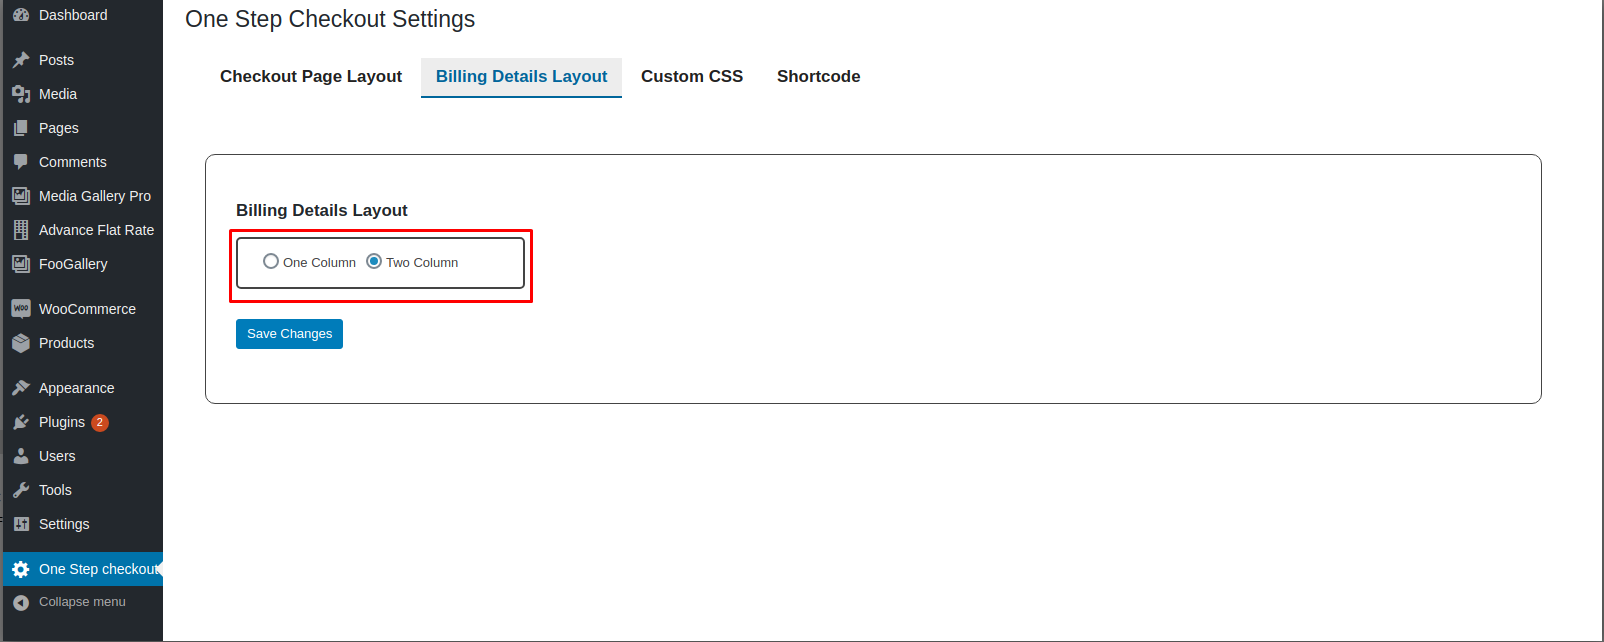 Dashboard
Posts
Media
Pages
Comments
Media Gallery Pro
Advance Flat Rate
FooGallery
WOO
WooCommerce
Products
Appearance
Plugins 2
Users
Tools
Settings
One Step checkout
Collapse menu
One Step Checkout Settings
Checkout Page Layout Billing Details Layout Custom CSS Shortcode
Billing Details Layout
One Column Two Column
Save Changes